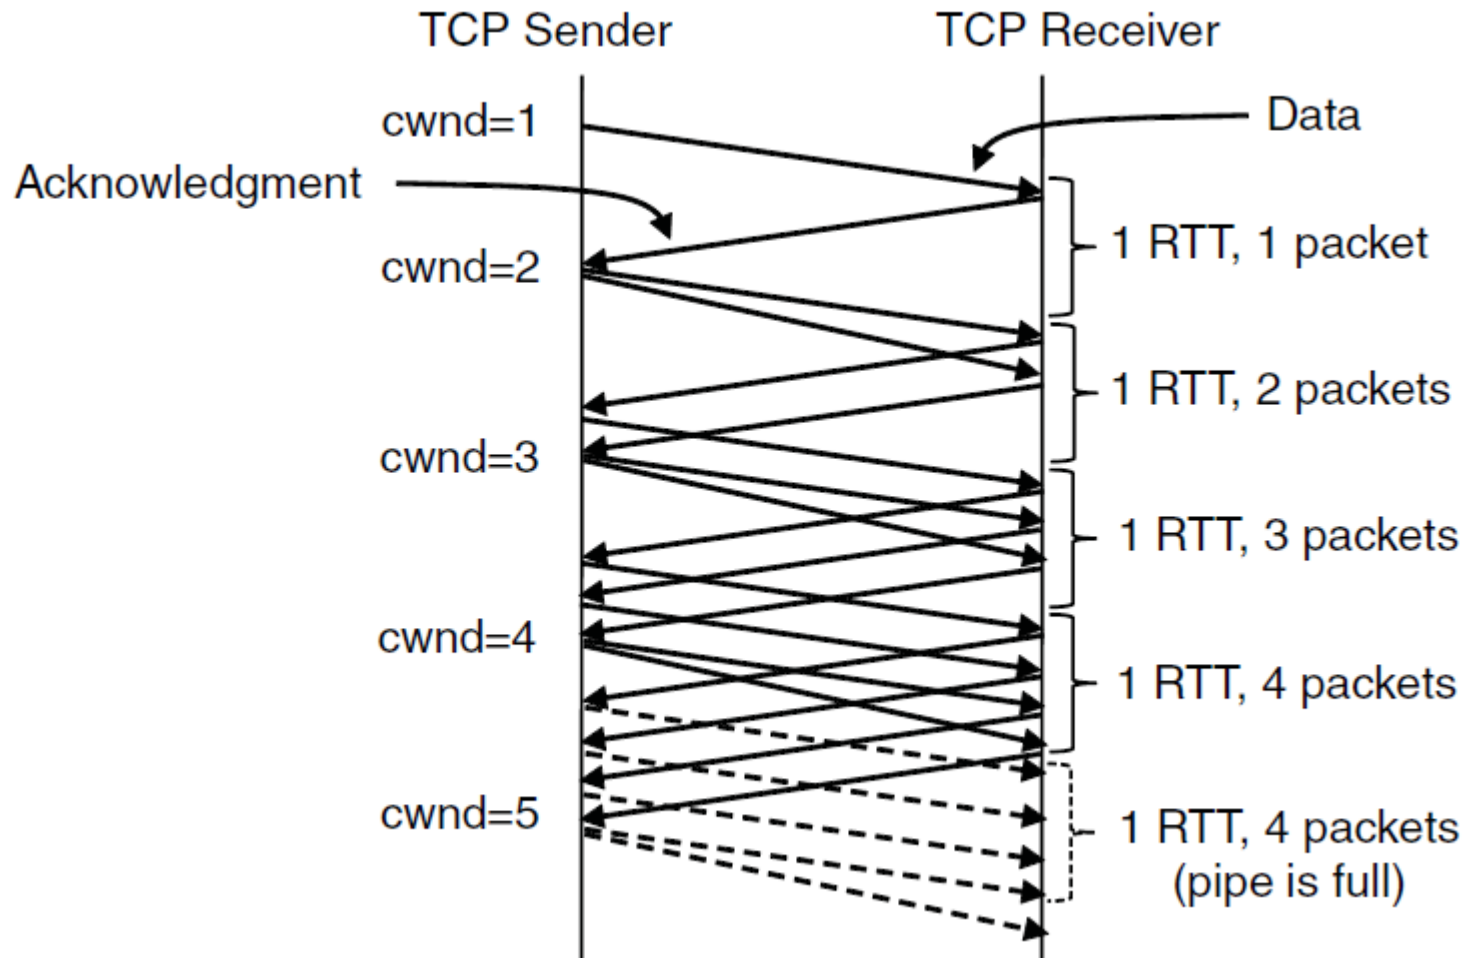 TCP Sender
TCP Receiver
cwnd=1
Data
Acknowledgment
1 RTT, 1 packet
cwnd=2
1 RTT, 2 packets
cwnd=3
1 RTT, 3 packets
cwnd=4
1 RTT, 4 packets
cwnd=5
1 RTT, 4 packets
(pipe is full)